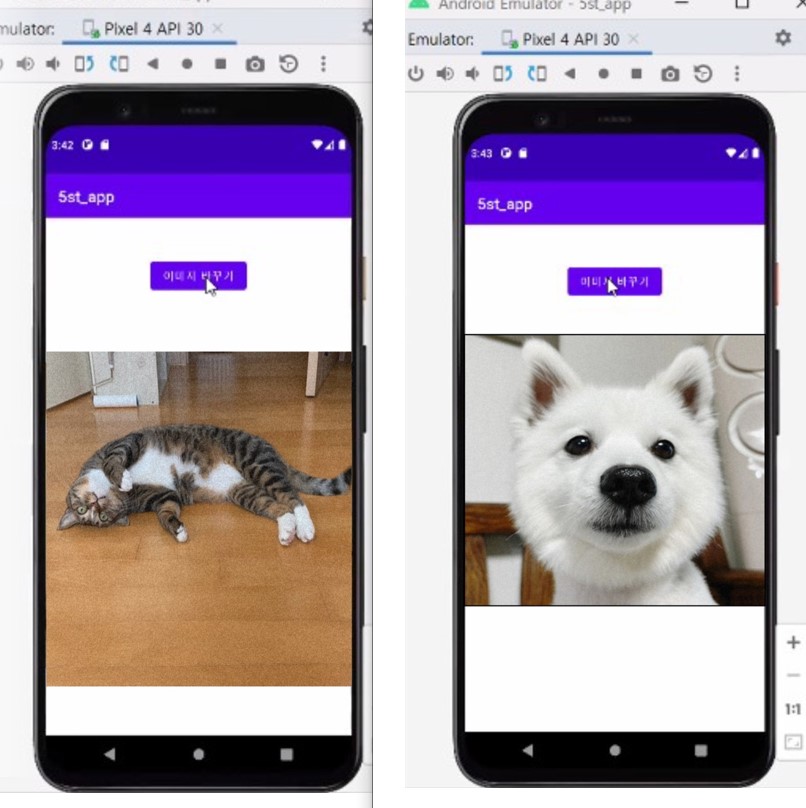 mulator:
Pixel 4 API 30
3:42
5st_app
이미지 바꾸기
Android Emulator - 5st_app
Emulator:
Pixel 4 API 30
3:43
5st_app
이미지 바꾸기
1:1